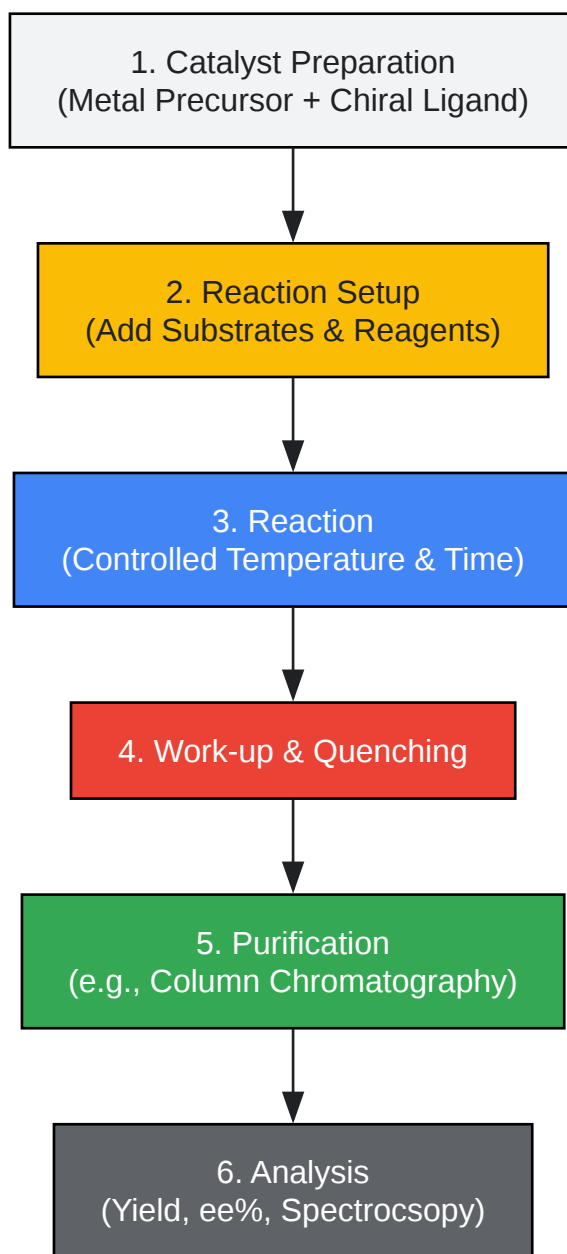 1. Catalyst Preparation
(Metal Precursor + Chiral Ligand)
2. Reaction Setup
(Add Substrates & Reagents)
3. Reaction
(Controlled Temperature & Time)
4. Work-up & Quenching
5. Purification
(e.g., Column Chromatography)
6. Analysis
(Yield, ee%, Spectrocsopy)